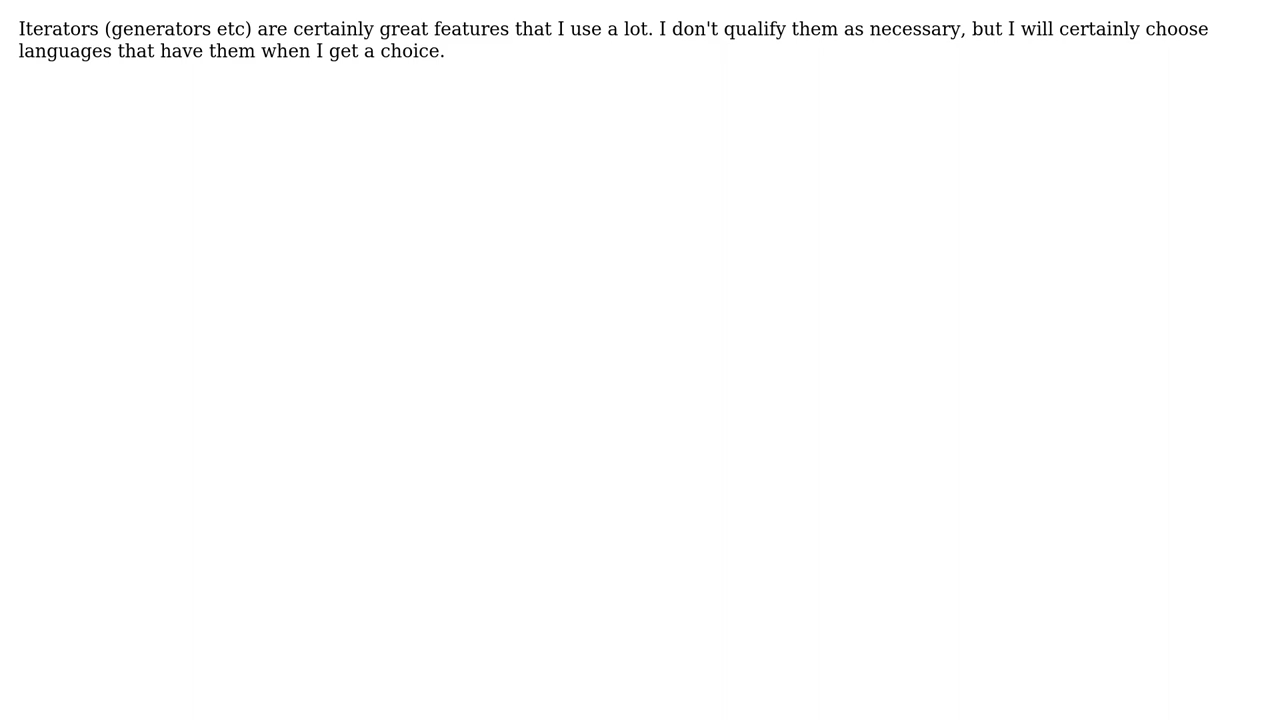 Iterators (generators etc) are certainly great features that I use a lot. I don't qualify them as necessary, but I will certainly choose
languages that have them when I get a choice.